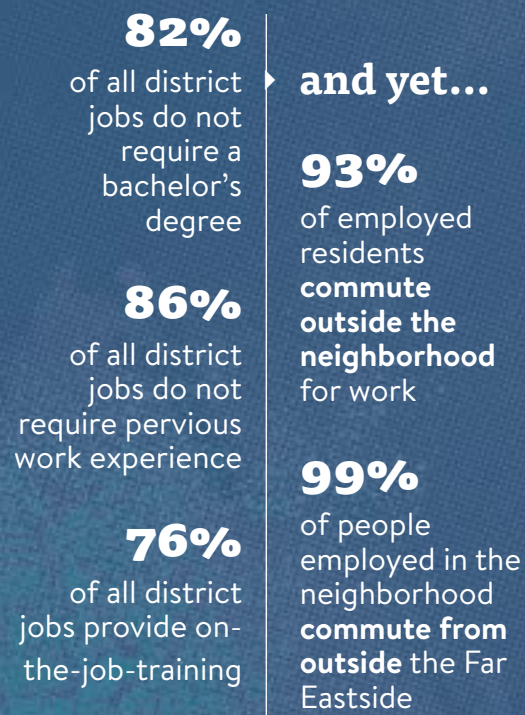 82%
of all district
jobs do not
require a
bachelor's
degree
86%
of all district
jobs do not
require pervious
work experience
76%
of all district
jobs provide on-
the-job-training
and yet...
93%
of employed
residents
commute
outside the
neighborhood
for work
99%
of people
employed in the
neighborhood
commute from
outside the Far
Eastside